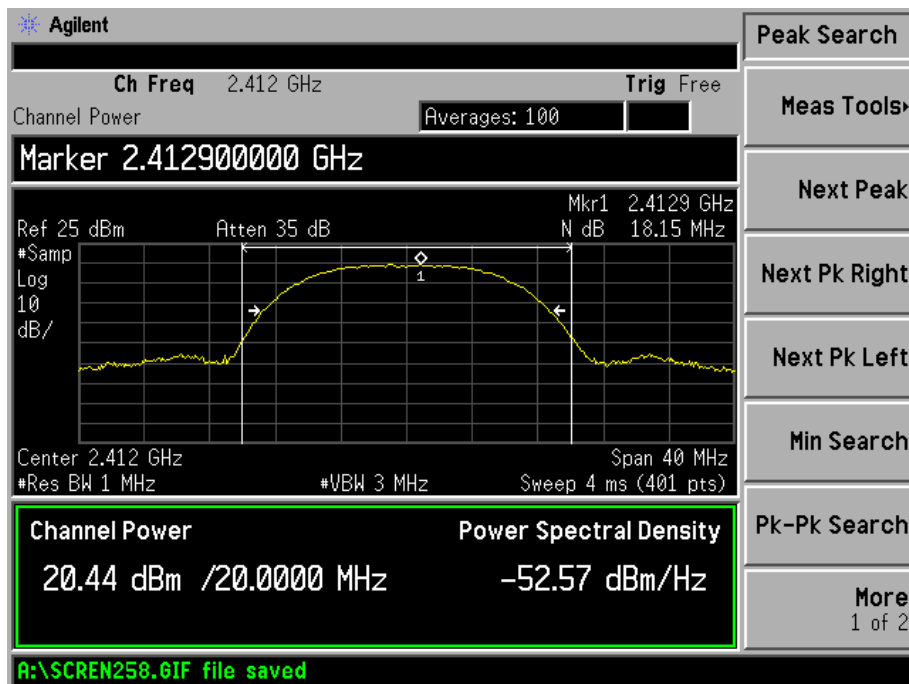 Agilent
Peak Search
Ch Freq 2.412 GHz Trig Free
Channel Power Averages: 100
Meas Tools
Marker 2.412900000 GHz
Next Peak
Mkr1 2.4129 GHz
Ref 25 dBm Atten 35 dB N dB 18.15 MHz
#Samp
Log
10
dB/
1
Next Pk Right
Next Pk Left
Min Search
Center 2.412 GHz Span 40 MHz
#Res BW 1 MHz #VBW 3 MHz Sweep 4 ms (401 pts)
Pk-Pk Search
Channel Power Power Spectral Density
20.44 dBm /20.0000 MHz -52.57 dBm/Hz
More
1 of 2
A:\SCREN258.GIF file saved